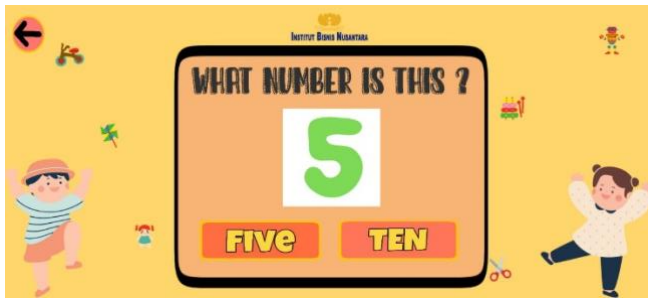 INSTITUT BISNIS NUSANTARA
WHAT NUMBER IS THIS ?
5
FIVE
TEN